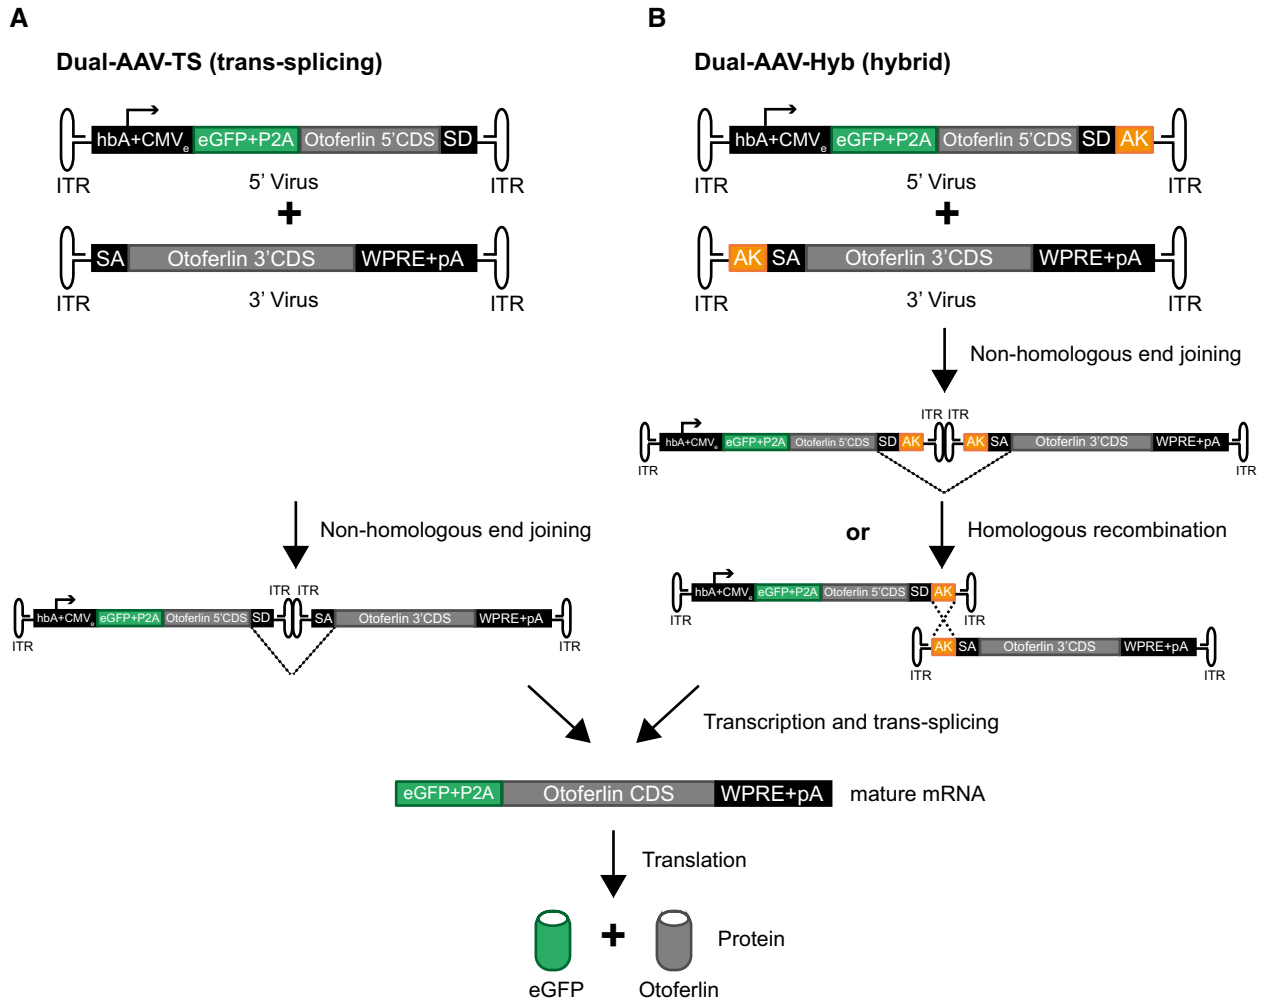 A
Dual-AAV-TS (trans-splicing)
hbA+CMVe eGFP+P2A Otoferlin 5’CDS SD
ITR 5’ Virus ITR
+
SA Otoferlin 3’CDS WPRE+pA
ITR 3’ Virus ITR
Non-homologous end joining
ITR ITR
hbA+CMVe eGFP+P2A Otoferlin 5’CDS SD SA Otoferlin 3’CDS WPRE+pA
ITR ITR
B
Dual-AAV-Hyb (hybrid)
hbA+CMVe eGFP+P2A Otoferlin 5’CDS SD AK
ITR 5’ Virus ITR
+
AK SA Otoferlin 3’CDS WPRE+pA
ITR 3’ Virus ITR
Non-homologous end joining
ITR ITR
hbA+CMVe eGFP+P2A Otoferlin 5’CDS SD AK AK SA Otoferlin 3’CDS WPRE+pA
ITR ITR
or Homologous recombination
hbA+CMVe eGFP+P2A Otoferlin 5’CDS SD AK
ITR ITR
AK SA Otoferlin 3’CDS WPRE+pA
ITR ITR
Transcription and trans-splicing
eGFP+P2A Otoferlin CDS WPRE+pA mature mRNA
Translation
+ Protein
eGFP Otoferlin